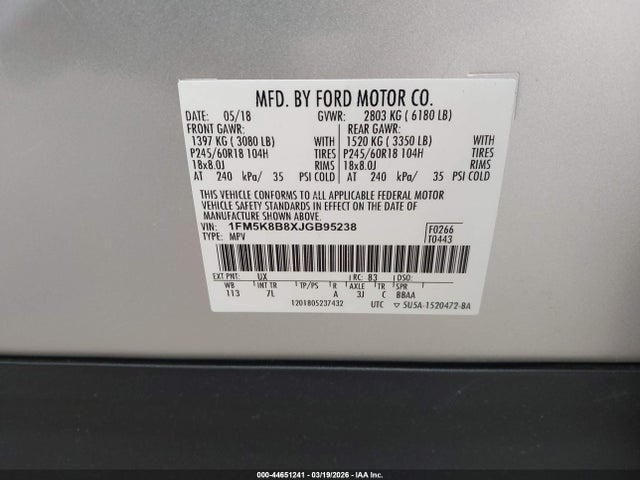 MFD. BY FORD MOTOR CO.
DATE: 05/18 GVWR: 2803 KG ( 6180 LB)
FRONT GAWR: REAR GAWR:
1397 KG ( 3080 LB) WITH 1520 KG ( 3350 LB) WITH
P245/60R18 104H TIRES P245/60R18 104H TIRES
18x8.0J RIMS 18x8.0J RIMS
AT 240 kPa/ 35 PSI COLD AT 240 kPa/ 35 PSI COLD
THIS VEHICLE CONFORMS TO ALL APPLICABLE FEDERAL MOTOR
VEHICLE SAFETY STANDARDS IN EFFECT ON THE DATE OF
MANUFACTURE SHOWN ABOVE.
VIN: 1FM5K8B8XJGB95238 F0266
TYPE: MPV T0443
EXT PNT: UX RC: 83 DSO:
WB INT TR TP/PS R AXLE TR SPR
113 7L A 3J C BBAA
1201805237432 UTC ▽ 5U5A-1520472-BA
000-44651241 - 03/19/2026 - IAA Inc.